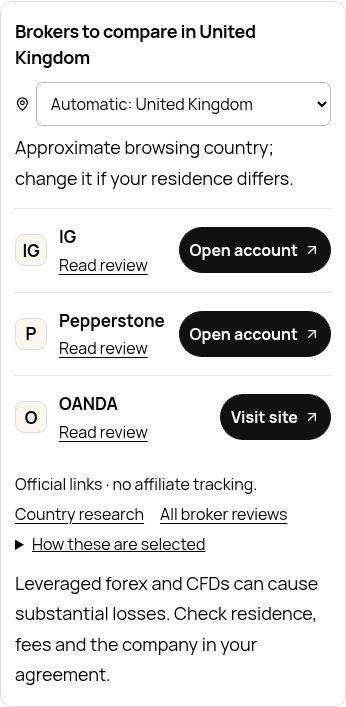 Brokers to compare in United
Kingdom
Automatic: United Kingdom
Approximate browsing country;
change it if your residence differs.
IG
IG
Read review
Open account
P
Pepperstone
Read review
Open account
O
OANDA
Read review
Visit site
Official links · no affiliate tracking.
Country research All broker reviews
How these are selected
Leveraged forex and CFDs can cause
substantial losses. Check residence,
fees and the company in your
agreement.